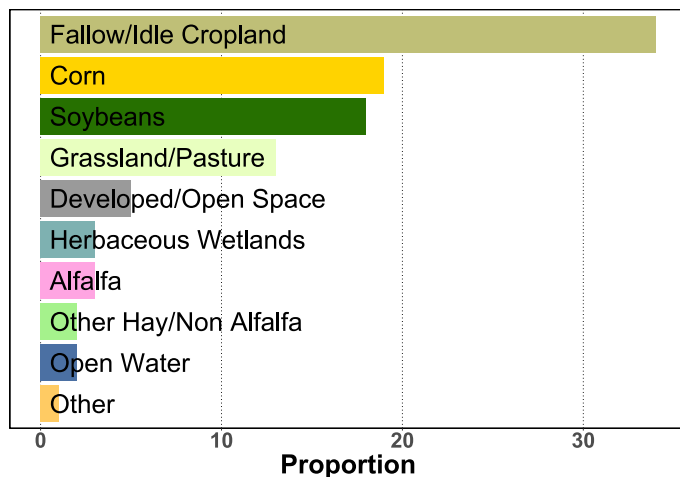 Fallow/Idle Cropland
Corn
Soybeans
Grassland/Pasture
Developed/Open Space
Herbaceous Wetlands
Alfalfa
Other Hay/Non Alfalfa
Open Water
Other
0 10 20 30
Proportion